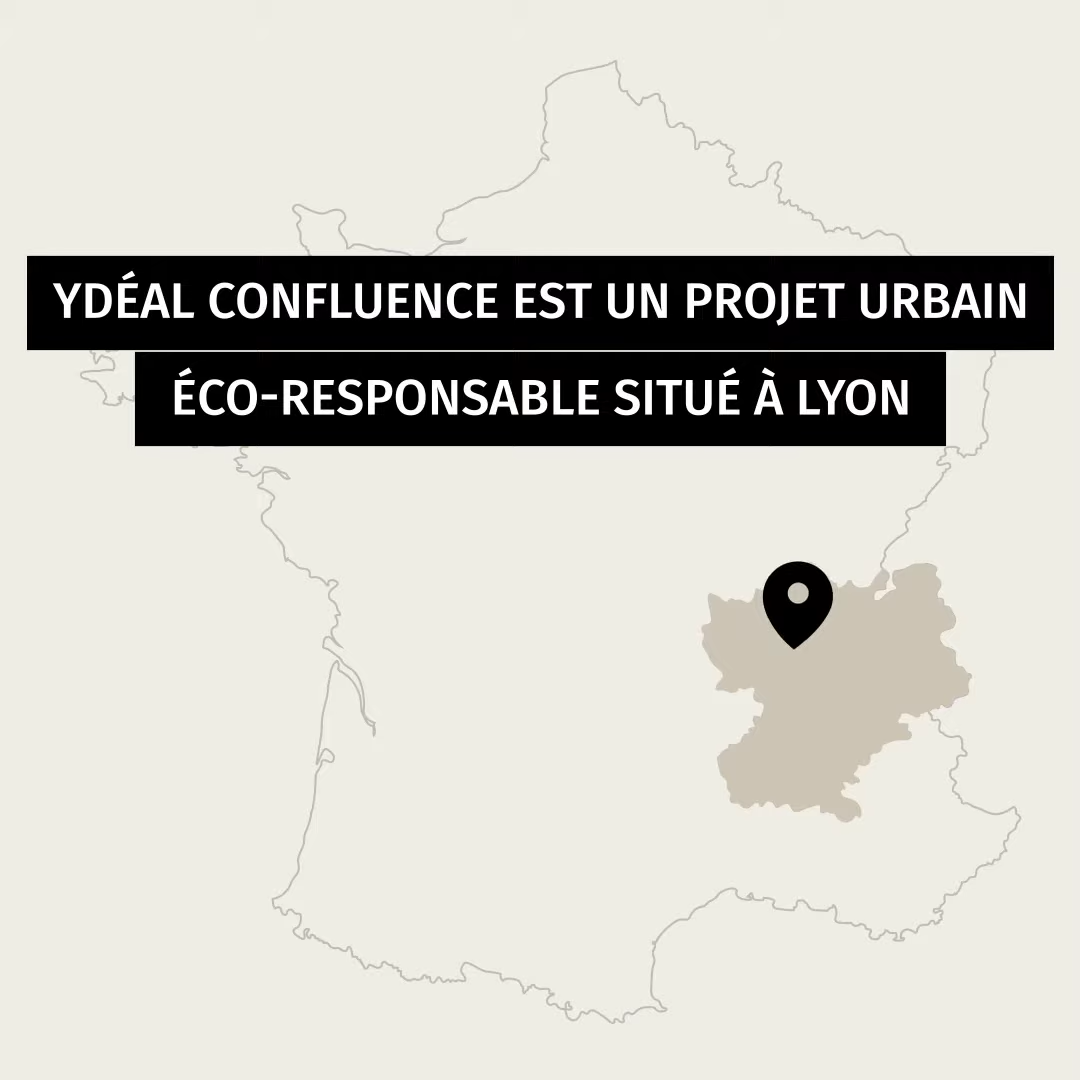 YDÉAL CONFLUENCE EST UN PROJET URBAIN
ÉCO-RESPONSABLE SITUÉ À LYON